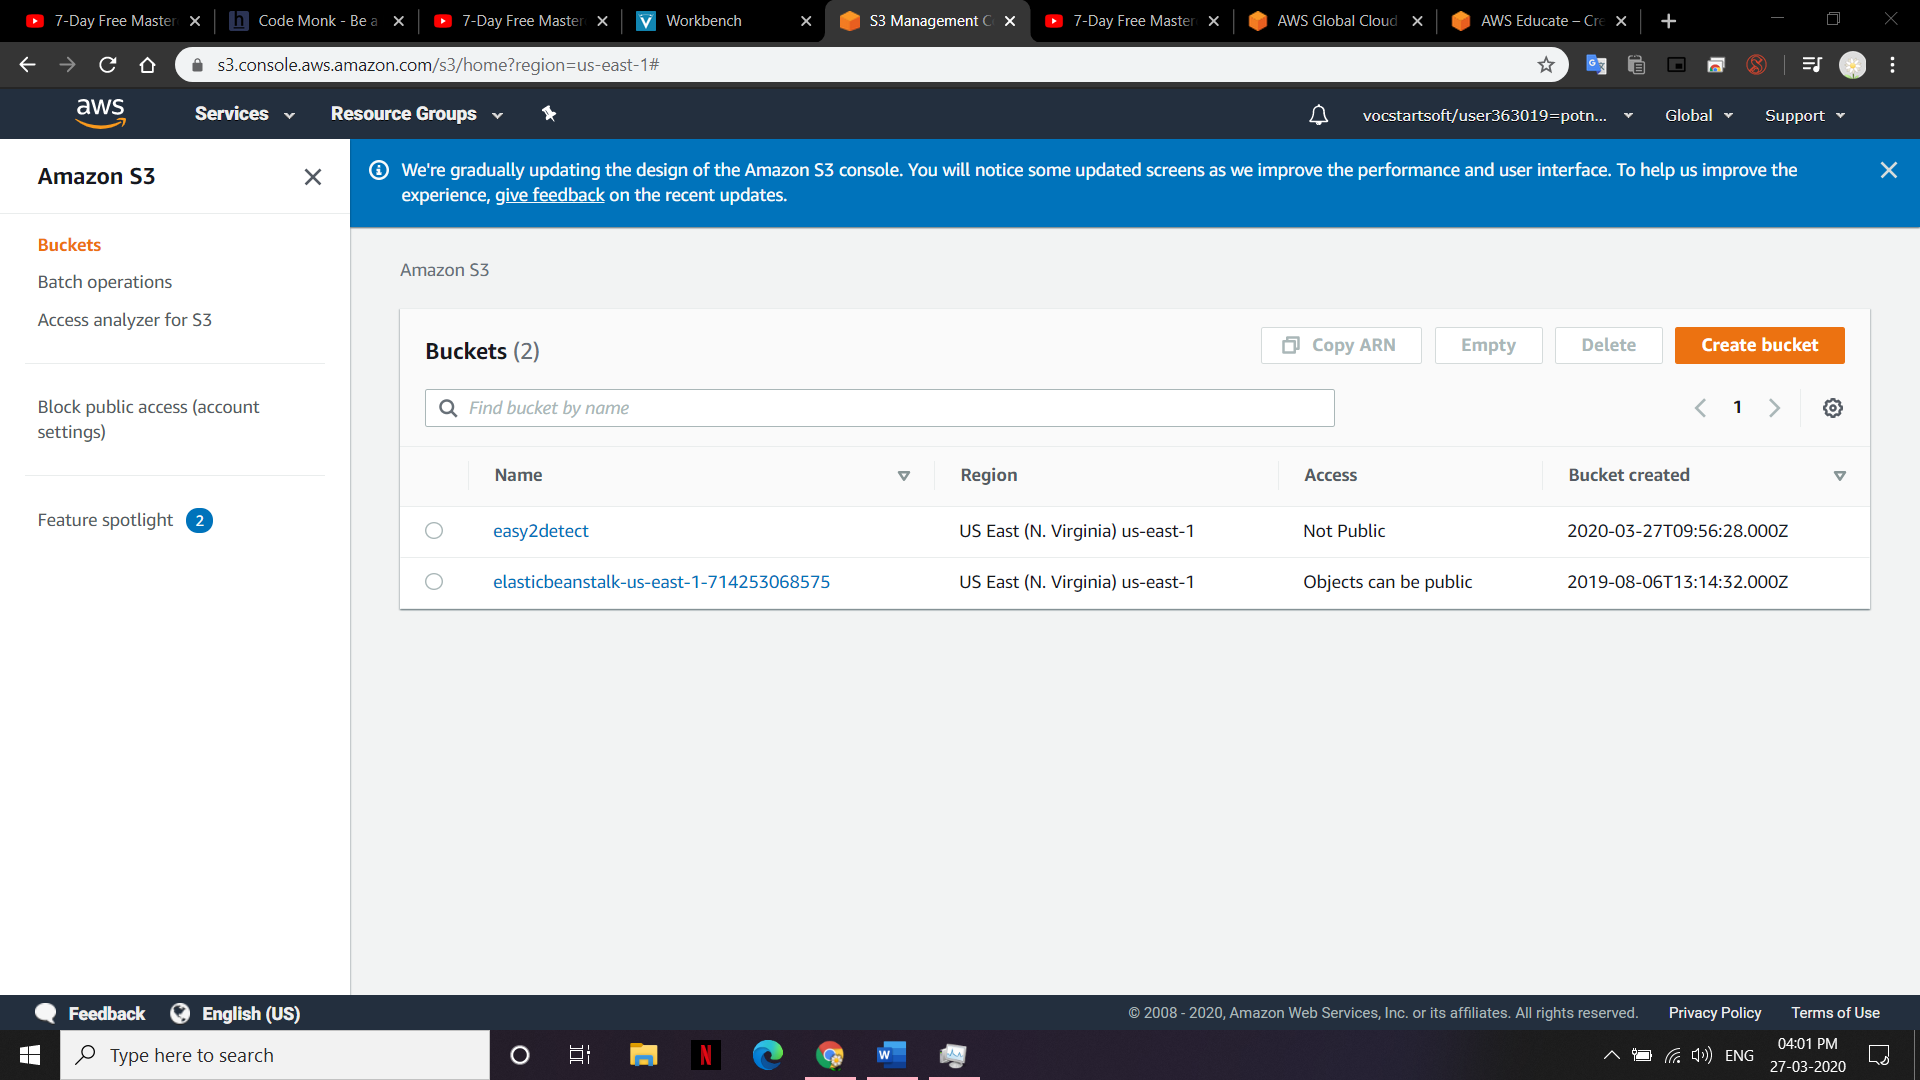 7-Day Free Master
Code Monk - Be a
7-Day Free Master
Workbench
S3 Management C
7-Day Free Master
AWS Global Cloud
AWS Educate – Cre
s3.console.aws.amazon.com/s3/home?region=us-east-1#
aws
Services
Resource Groups
vocstartsoft/user363019=potn...
Global
Support
Amazon S3
We're gradually updating the design of the Amazon S3 console. You will notice some updated screens as we improve the performance and user interface. To help us improve the
experience, give feedback on the recent updates.
Buckets
Batch operations
Access analyzer for S3
Block public access (account
settings)
Feature spotlight 2
Amazon S3
Buckets (2)
Copy ARN
Empty
Delete
Create bucket
Find bucket by name
1
Name
Region
Access
Bucket created
easy2detect
US East (N. Virginia) us-east-1
Not Public
2020-03-27T09:56:28.000Z
elasticbeanstalk-us-east-1-714253068575
US East (N. Virginia) us-east-1
Objects can be public
2019-08-06T13:14:32.000Z
Feedback
English (US)
© 2008 - 2020, Amazon Web Services, Inc. or its affiliates. All rights reserved.
Privacy Policy
Terms of Use
Type here to search
ENG
04:01 PM
27-03-2020